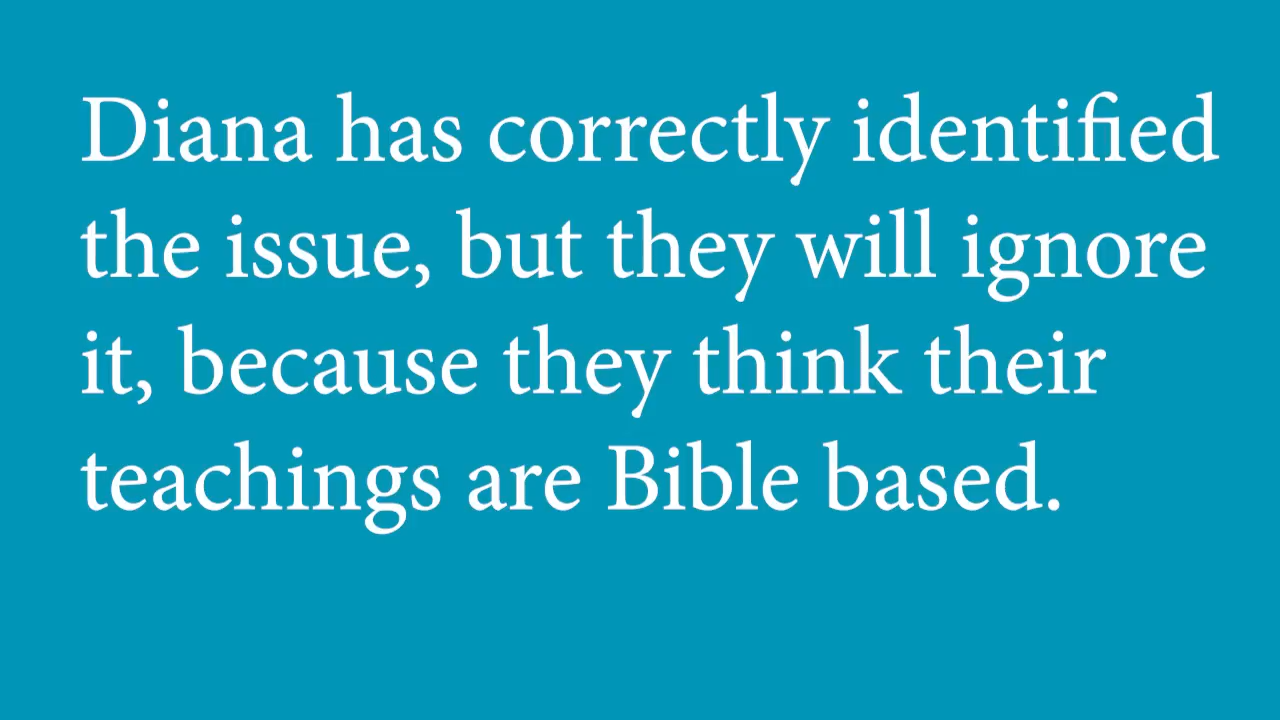 Diana has correctly identified
the issue, but they will ignore
it, because they think their
teachings are Bible based.